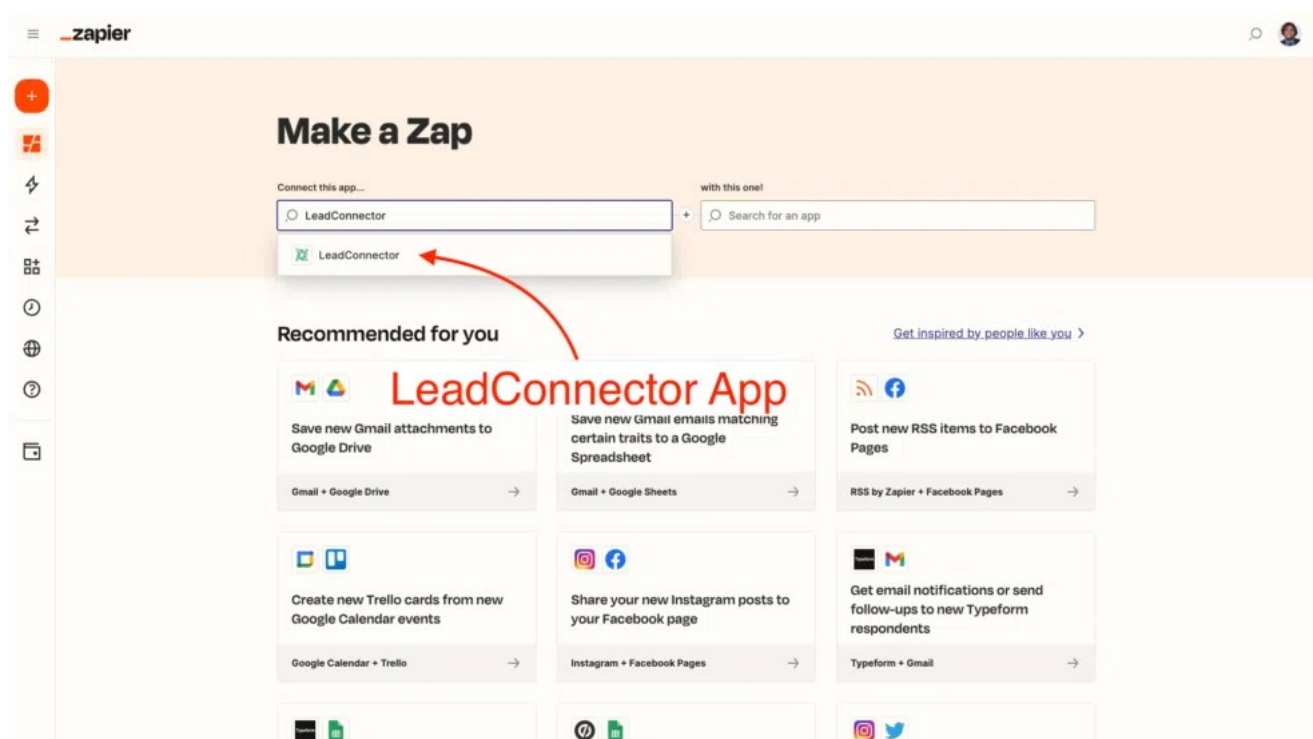 _zapier
Make a Zap
Connect this app...
with this one!
LeadConnector
+
Search for an app
LeadConnector
Recommended for you
Get inspired by people like you >
LeadConnector App
Save new Gmail attachments to
Google Drive
Gmail + Google Drive
Save new Gmail emails matching
certain traits to a Google
Spreadsheet
Gmail + Google Sheets
Post new RSS items to Facebook
Pages
RSS by Zapier + Facebook Pages
Create new Trello cards from new
Google Calendar events
Google Calendar + Trello
Share your new Instagram posts to
your Facebook page
Instagram + Facebook Pages
Typeform
Get email notifications or send
follow-ups to new Typeform
respondents
Typeform + Gmail
Typeform